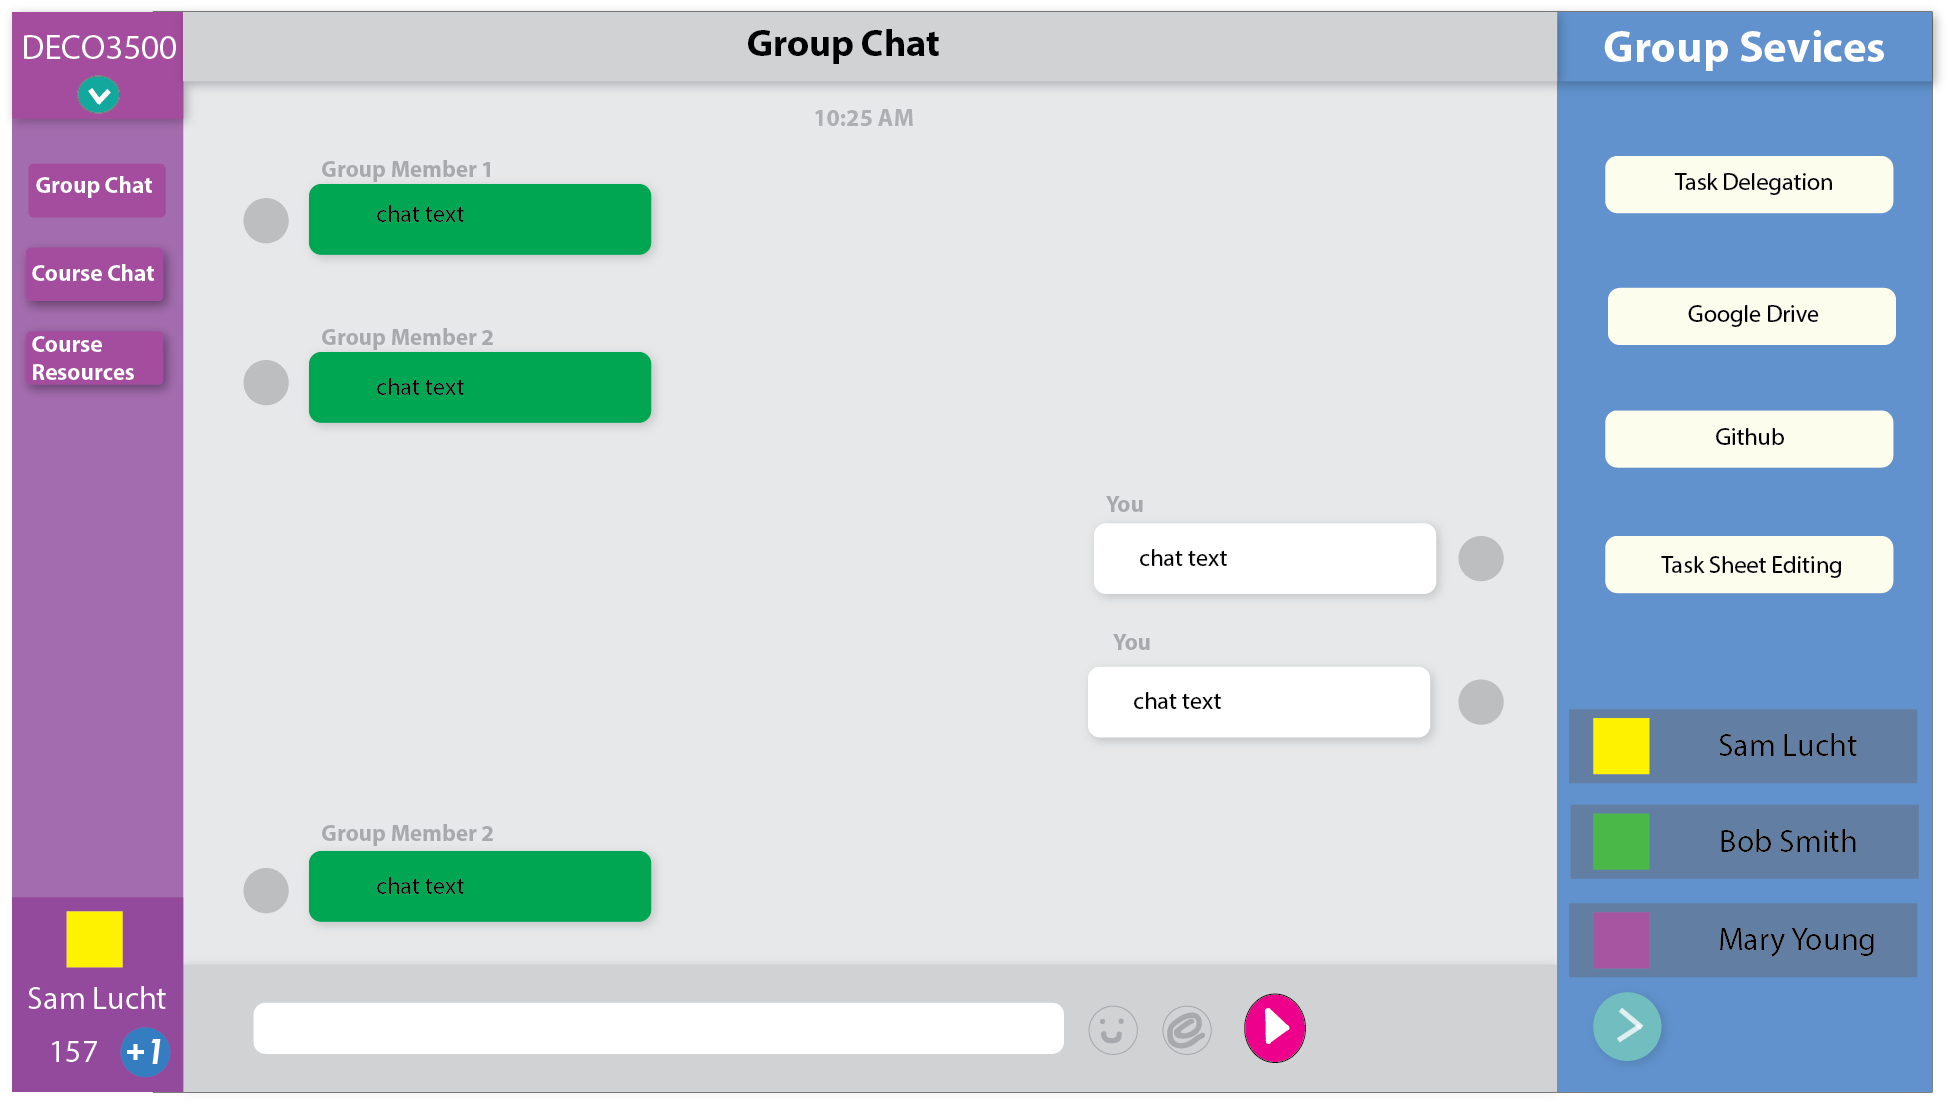 DECO3500
Group Chat
Course Chat
Course
Resources
Sam Lucht
157 +1
Group Chat
10:25 AM
Group Member 1
chat text
Group Member 2
chat text
You
chat text
You
chat text
Group Member 2
chat text
Group Sevices
Task Delegation
Google Drive
Github
Task Sheet Editing
Sam Lucht
Bob Smith
Mary Young